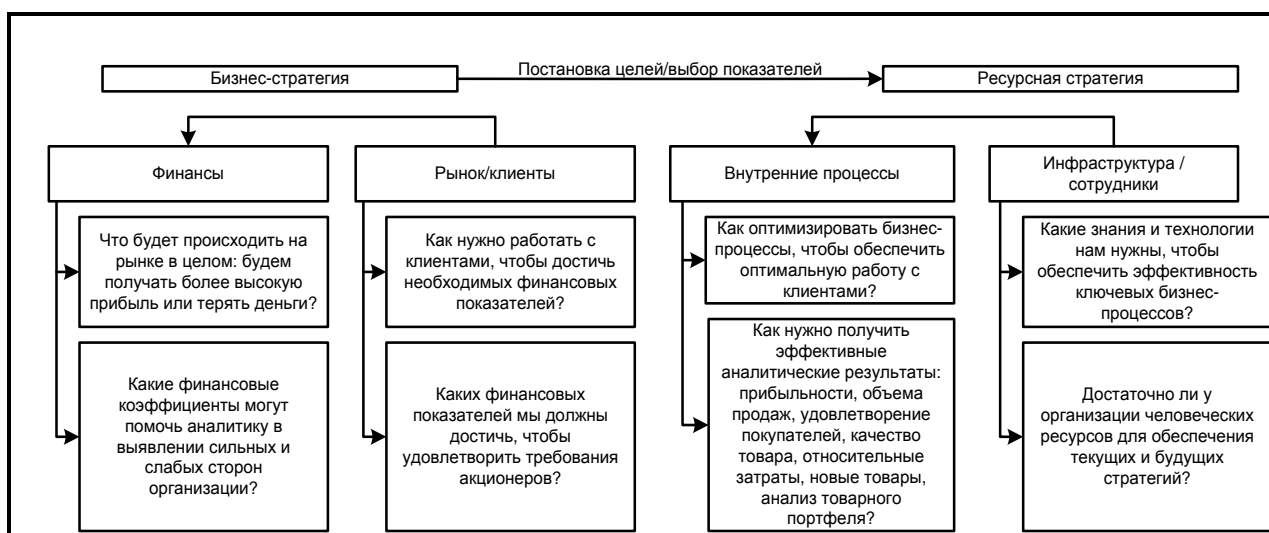 Бизнес-стратегия
Постановка целей/выбор показателей
Ресурсная стратегия
Финансы
Рынок/клиенты
Внутренние процессы
Инфраструктура /
сотрудники
Что будет происходить на
рынке в целом: будем
получать более высокую
прибыль или терять деньги?
Как нужно работать с
клиентами, чтобы достичь
необходимых финансовых
показателей?
Как оптимизировать бизнес-
процессы, чтобы обеспечить
оптимальную работу с
клиентами?
Какие знания и технологии
нам нужны, чтобы
обеспечить эффективность
ключевых бизнес-
процессов?
Какие финансовые
коэффициенты могут
помочь аналитику в
выявлении сильных и
слабых сторон
организации?
Каких финансовых
показателей мы должны
достичь, чтобы
удовлетворить требования
акционеров?
Как нужно получить
эффективные
аналитические результаты:
прибыльности, объема
продаж, удовлетворение
покупателей, качество
товара, относительные
затраты, новые товары,
анализ товарного
портфеля?
Достаточно ли у
организации человеческих
ресурсов для обеспечения
текущих и будущих
стратегий?